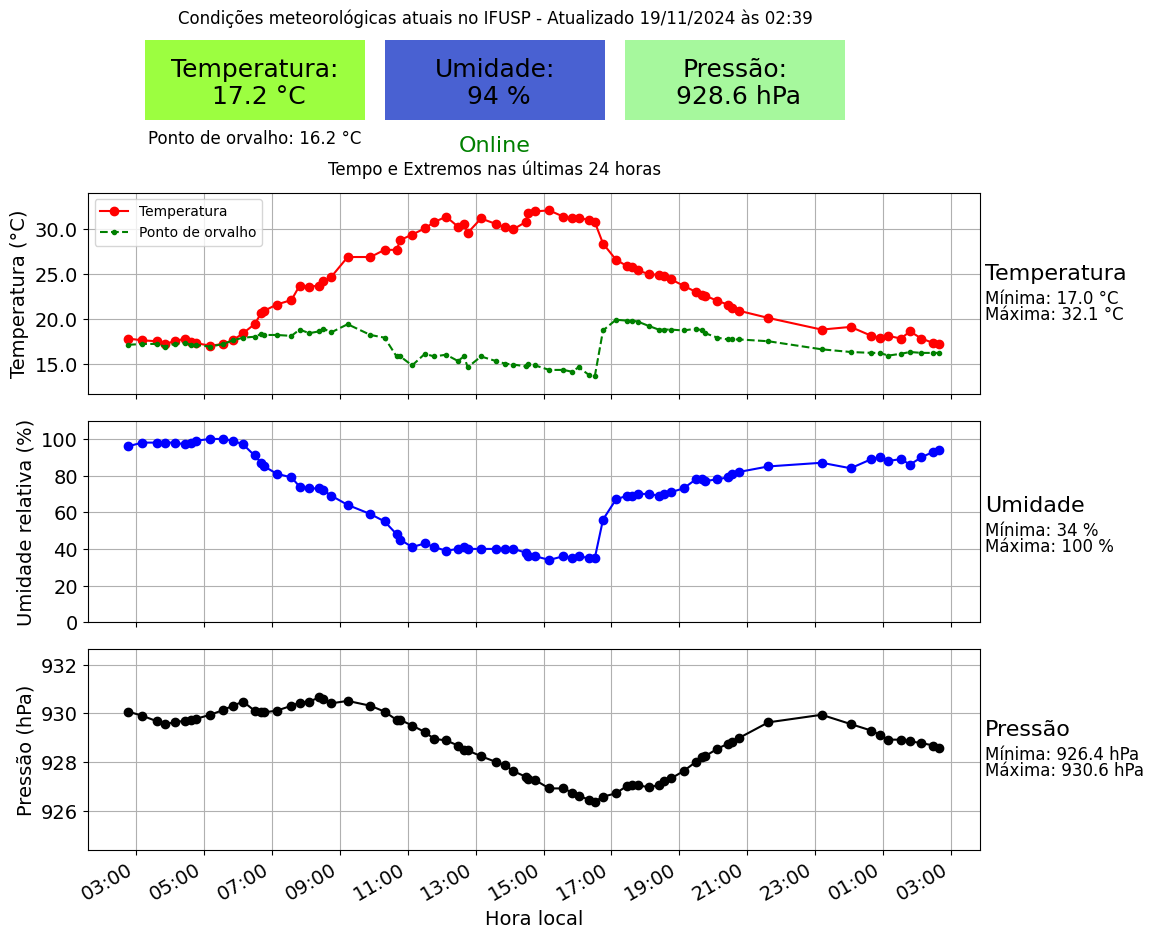 Condições meteorológicas atuais no IFUSP - Atualizado 19/11/2024 às 02:39
Temperatura:
17.2 °C
Umidade:
94 %
Pressão:
928.6 hPa
Ponto de orvalho: 16.2 °C
Online
Tempo e Extremos nas últimas 24 horas
Temperatura (°C)
30.0
25.0
20.0
15.0
Temperatura
Ponto de orvalho
Temperatura
Mínima: 17.0 °C
Máxima: 32.1 °C
Umidade relativa (%)
100
80
60
40
20
0
Umidade
Mínima: 34 %
Máxima: 100 %
Pressão (hPa)
932
930
928
926
Pressão
Mínima: 926.4 hPa
Máxima: 930.6 hPa
03:00 05:00 07:00 09:00 11:00 13:00 15:00 17:00 19:00 21:00 23:00 01:00 03:00
Hora local